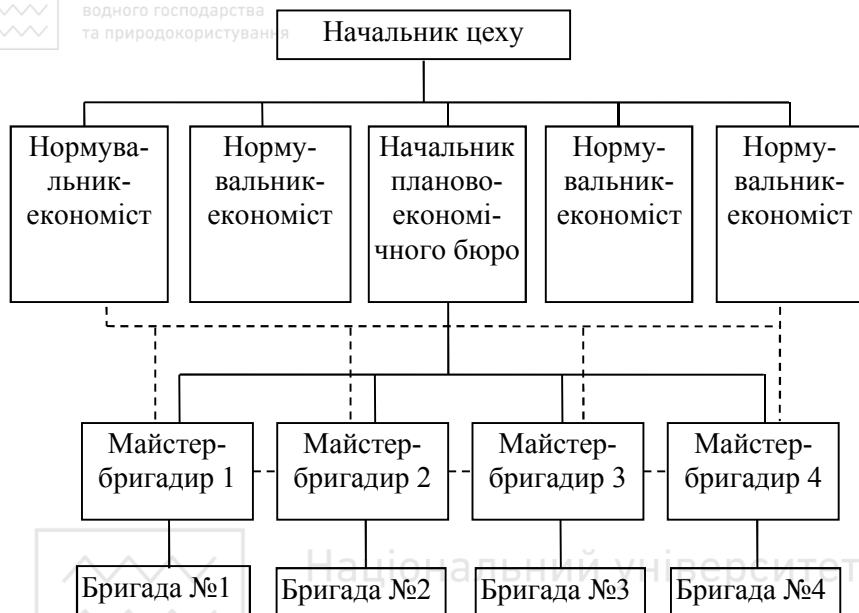 водного господарства
та природокористування
Начальник цеху
Нормува-
льник-
економіст
Норму-
вальник-
економіст
Начальник
планово-
економі-
чного бюро
Норму-
вальник-
економіст
Норму-
вальник-
економіст
Майстер-
бригадир 1
Майстер-
бригадир 2
Майстер-
бригадир 3
Майстер-
бригадир 4
Національний університет
Бригада №1
Бригада №2
Бригада №3
Бригада №4